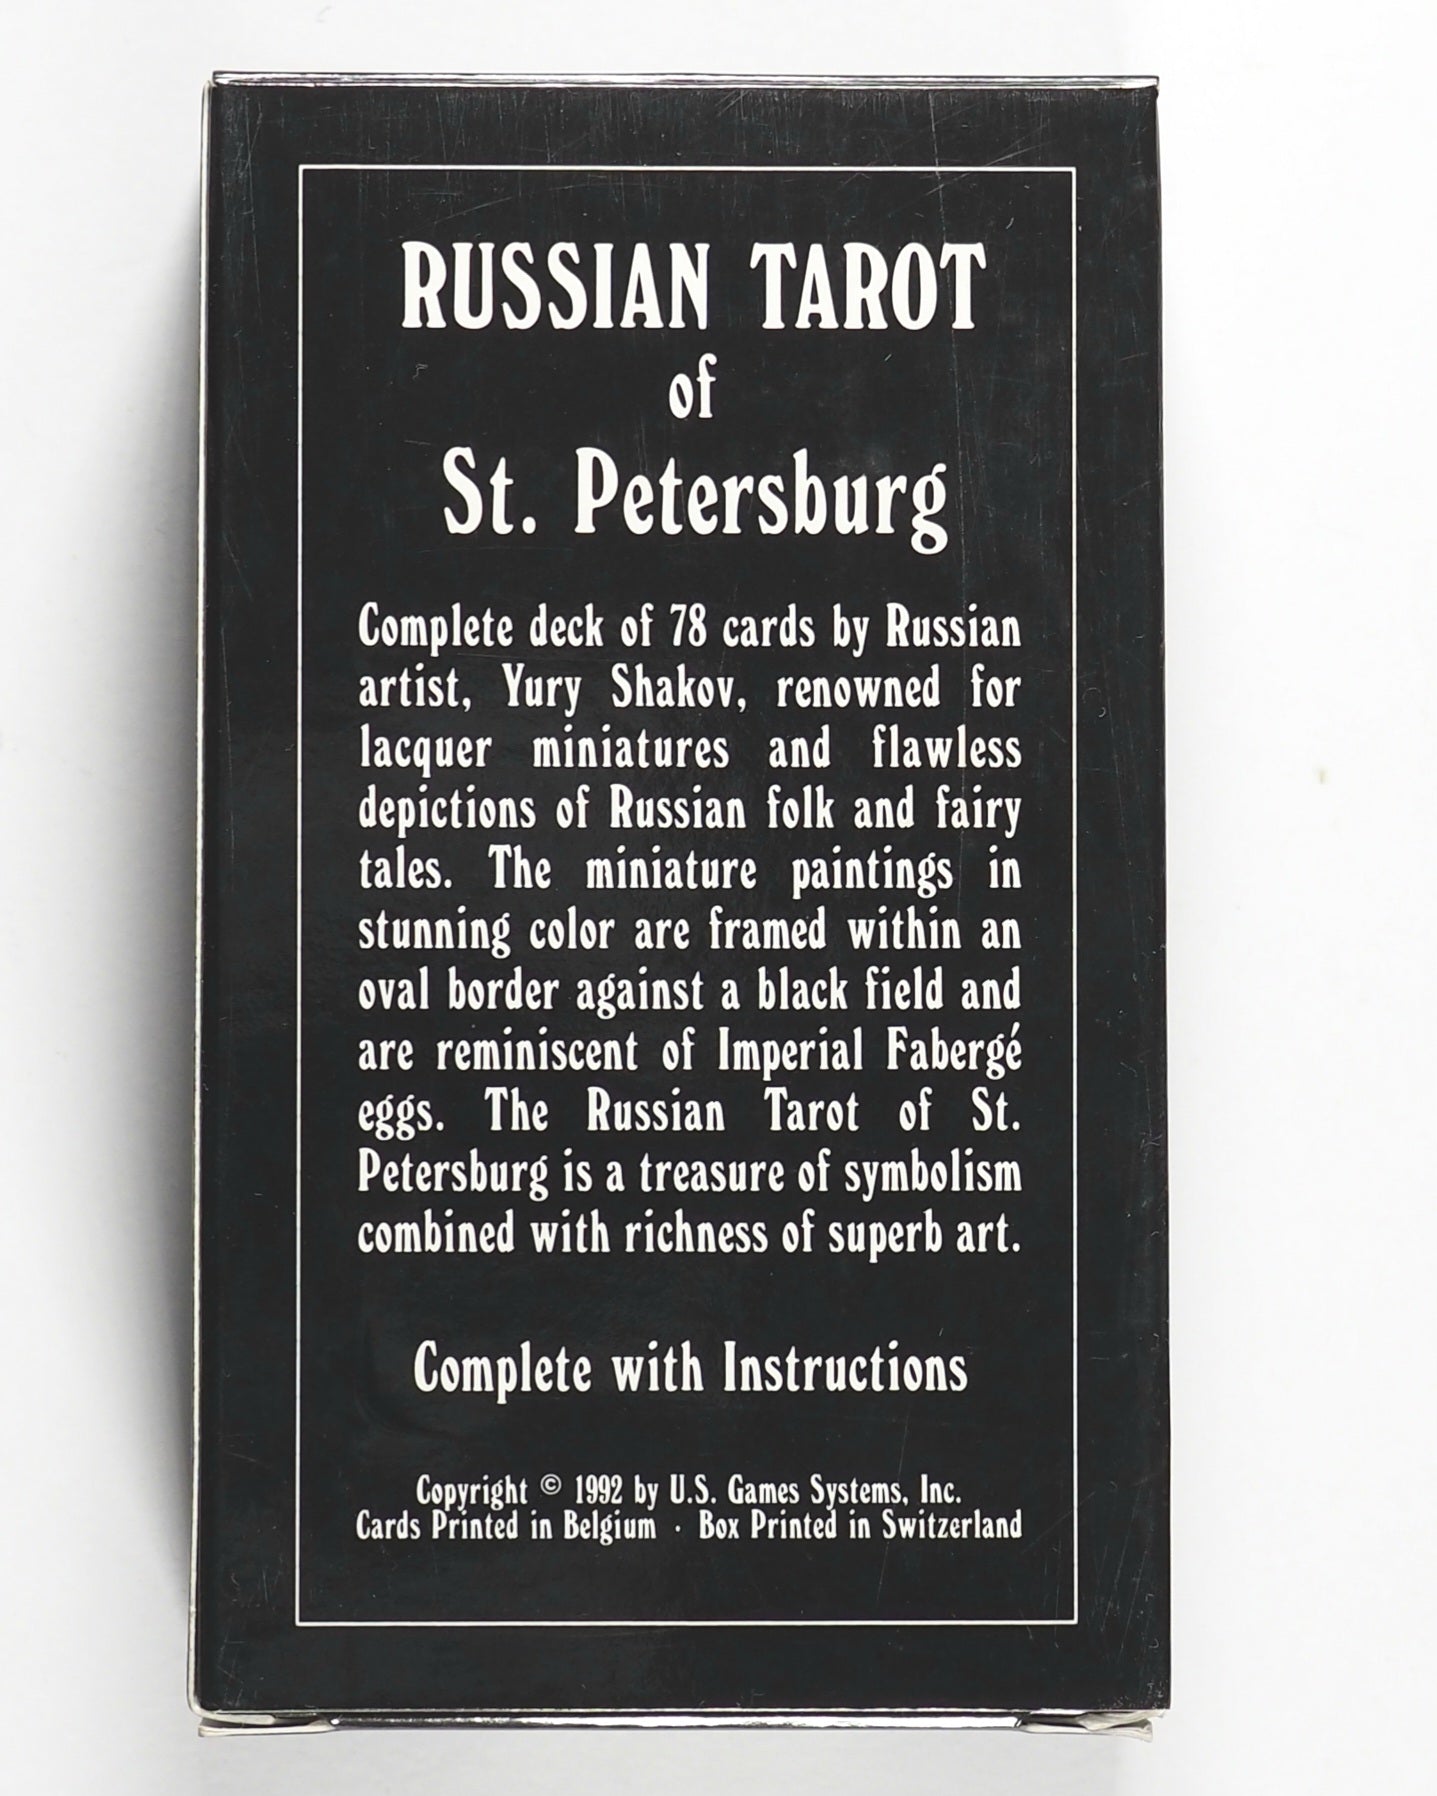 RUSSIAN TAROT
of
St. Petersburg
Complete deck of 78 cards by Russian
artist, Yury Shakov, renowned for
lacquer miniatures and flawless
depictions of Russian folk and fairy
tales. The miniature paintings in
stunning color are framed within an
oval border against a black field and
are reminiscent of Imperial Fabergé
eggs. The Russian Tarot of St.
Petersburg is a treasure of symbolism
combined with richness of superb art.
Complete with Instructions
Copyright © 1992 by U.S. Games Systems, Inc.
Cards Printed in Belgium · Box Printed in Switzerland